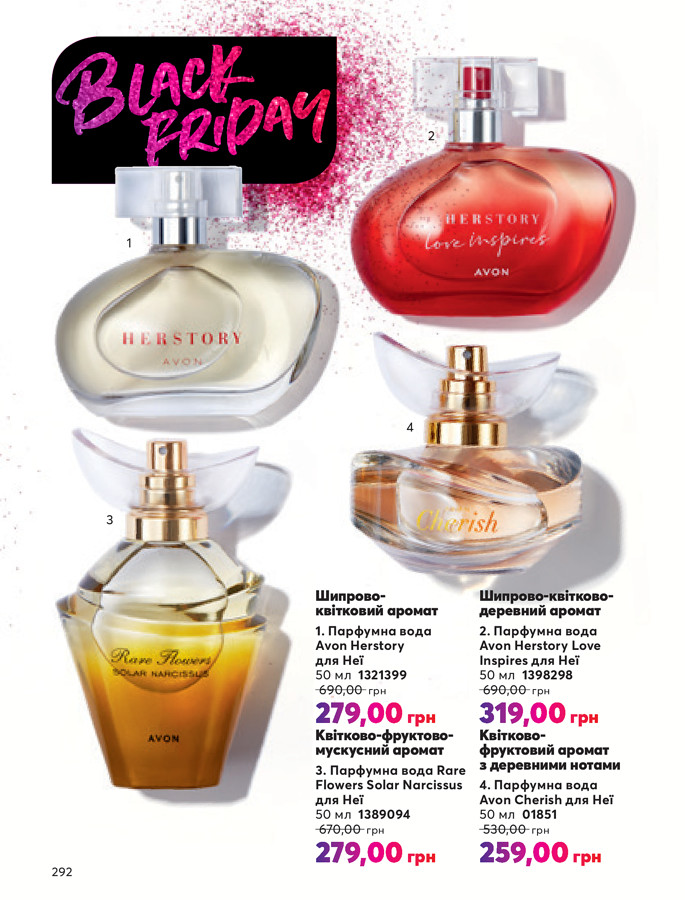 BLACK
FRIDAY
2
HERSTORY
love inspires
AVON
1
HERSTORY
AVON
4
Cherish
3
Rare Flowers
SOLAR NARCISSUS
AVON
Шипрово-
квітковий аромат
1. Парфумна вода
Avon Herstory
для Неї
50 мл 1321399
690,00 грн
279,00 грн
Шипрово-квітково-
деревний аромат
2. Парфумна вода
Avon Herstory Love
Inspires для Неї
50 мл 1398298
690,00 грн
319,00 грн
Квітково-фруктово-
мускусний аромат
3. Парфумна вода Rare
Flowers Solar Narcissus
для Неї
50 мл 1389094
670,00 грн
279,00 грн
Квітково-
фруктовий аромат
з деревними нотами
4. Парфумна вода
Avon Cherish для Неї
50 мл 01851
530,00 грн
259,00 грн
292